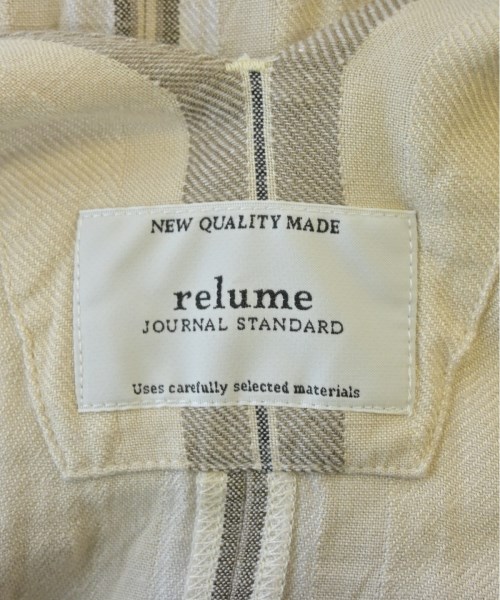 NEW QUALITY MADE
relume
JOURNAL STANDARD
Uses carefully selected materials